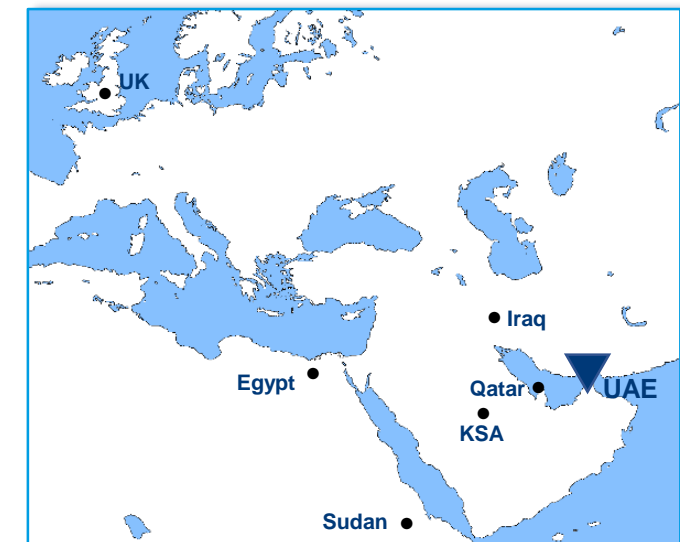 UK
Iraq
Qatar
UAE
Egypt
KSA
Sudan